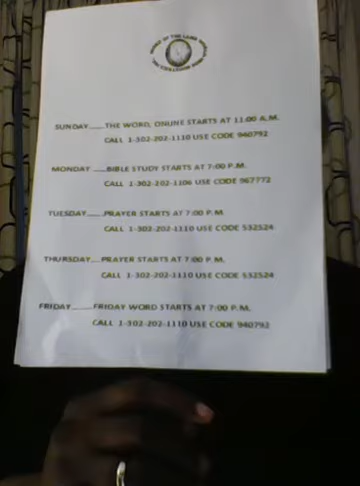 SUNDAY......THE WORD, ONLINE STARTS AT 11:00 A.M.
CALL 1-302-202-1110 USE CODE 940792
MONDAY......BIBLE STUDY STARTS AT 7:00 P.M.
CALL 1-302-202-1106 USE CODE 967772
TUESDAY......PRAYER STARTS AT 7:00 P.M.
CALL 1-302-202-1110 USE CODE 532524
THURSDAY....PRAYER STARTS AT 7:00 P.M.
CALL 1-302-202-1110 USE CODE 532524
FRIDAY.........FRIDAY WORD STARTS AT 7:00 P.M.
CALL 1-302-202-1110 USE CODE 940792